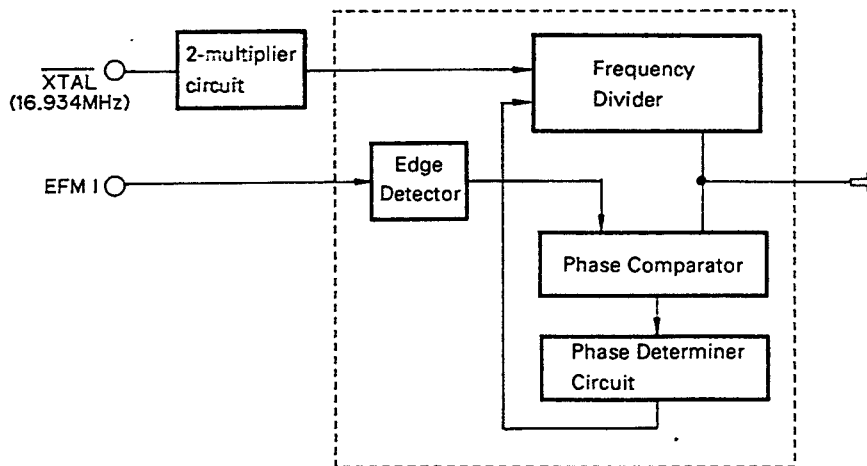 XTAL
(16.934MHz)
2-multiplier
circuit
Frequency
Divider
EFM I
Edge
Detector
Phase Comparator
Phase Determiner
Circuit